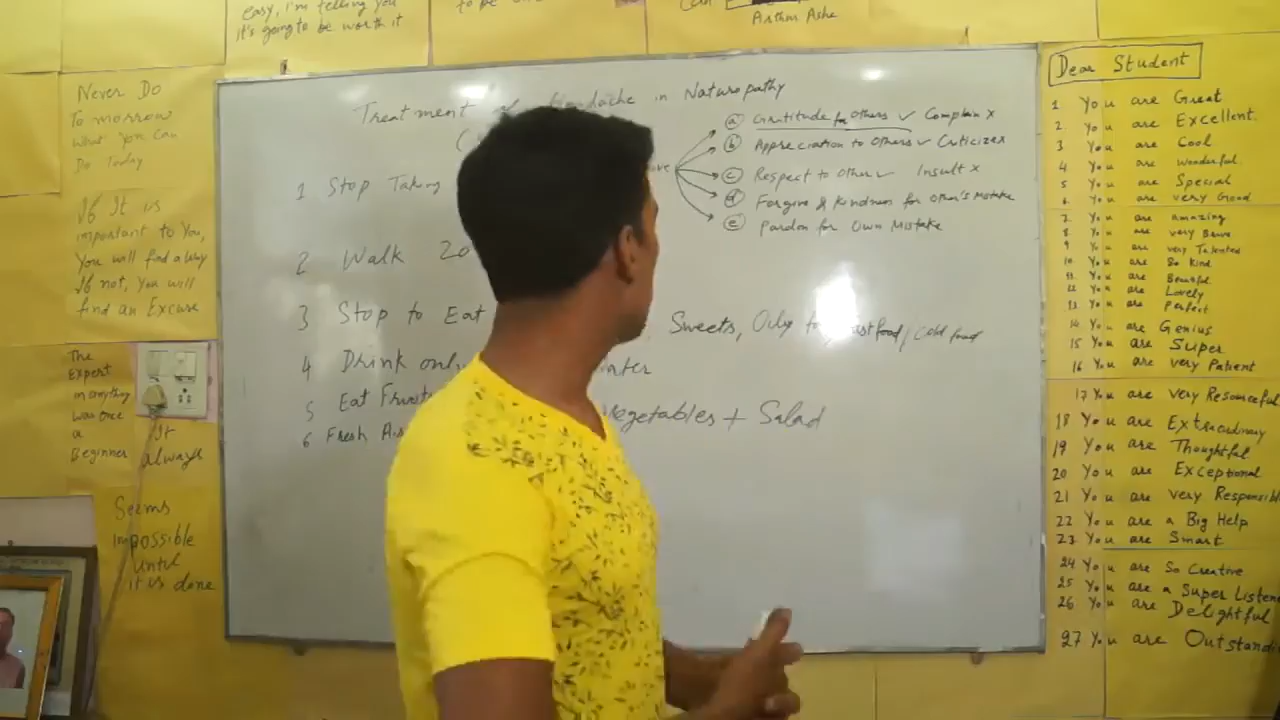 easy, I'm telling you
it's going to be worth it
to be
Can
Arthur Ashe
Never Do
To morrow
What You Can
Do Today
If It is
important to You,
You will find a Way
If not, You will
find an Excuse
The
Expert
in anything
was once
a
Beginner
It
always
Seems
Impossible
until
it is done
Treatment of Headache in Naturopathy
1 Stop Taking
2 Walk 20
3 Stop to Eat Sweets, Oily fastfood/Cold food
4 Drink only water
5 Eat Fruits Vegetables + Salad
6 Fresh Air
a Gratitude for others ✓ Complain x
b Appreciation to others ✓ Criticize x
c Respect to Other ✓ Insult x
d Forgive & Kindness for other's Mistake
e Pardon for Own Mistake
Dear Student
1 You are Great
2. You are Excellent.
3 You are Cool
4 You are wonderful
5 You are Special
6. You are very Good
7. You are amazing
8 You are very Brave
9 You are very Talented
10. You are So Kind
11. You are Beautiful
12 You are Lovely
13 You are Perfect
14 You are Genius
15 You are Super
16 You are very Patient
17 You are very Resourceful
18 You are Extraordinary
19 You are Thoughtful
20 You are Exceptional
21 You are very Responsib
22 You are a Big Help
23 You are Smart
24 You are So Creative
25 You are a Super Listene
26 You are Delightful
27 You are Outstandi